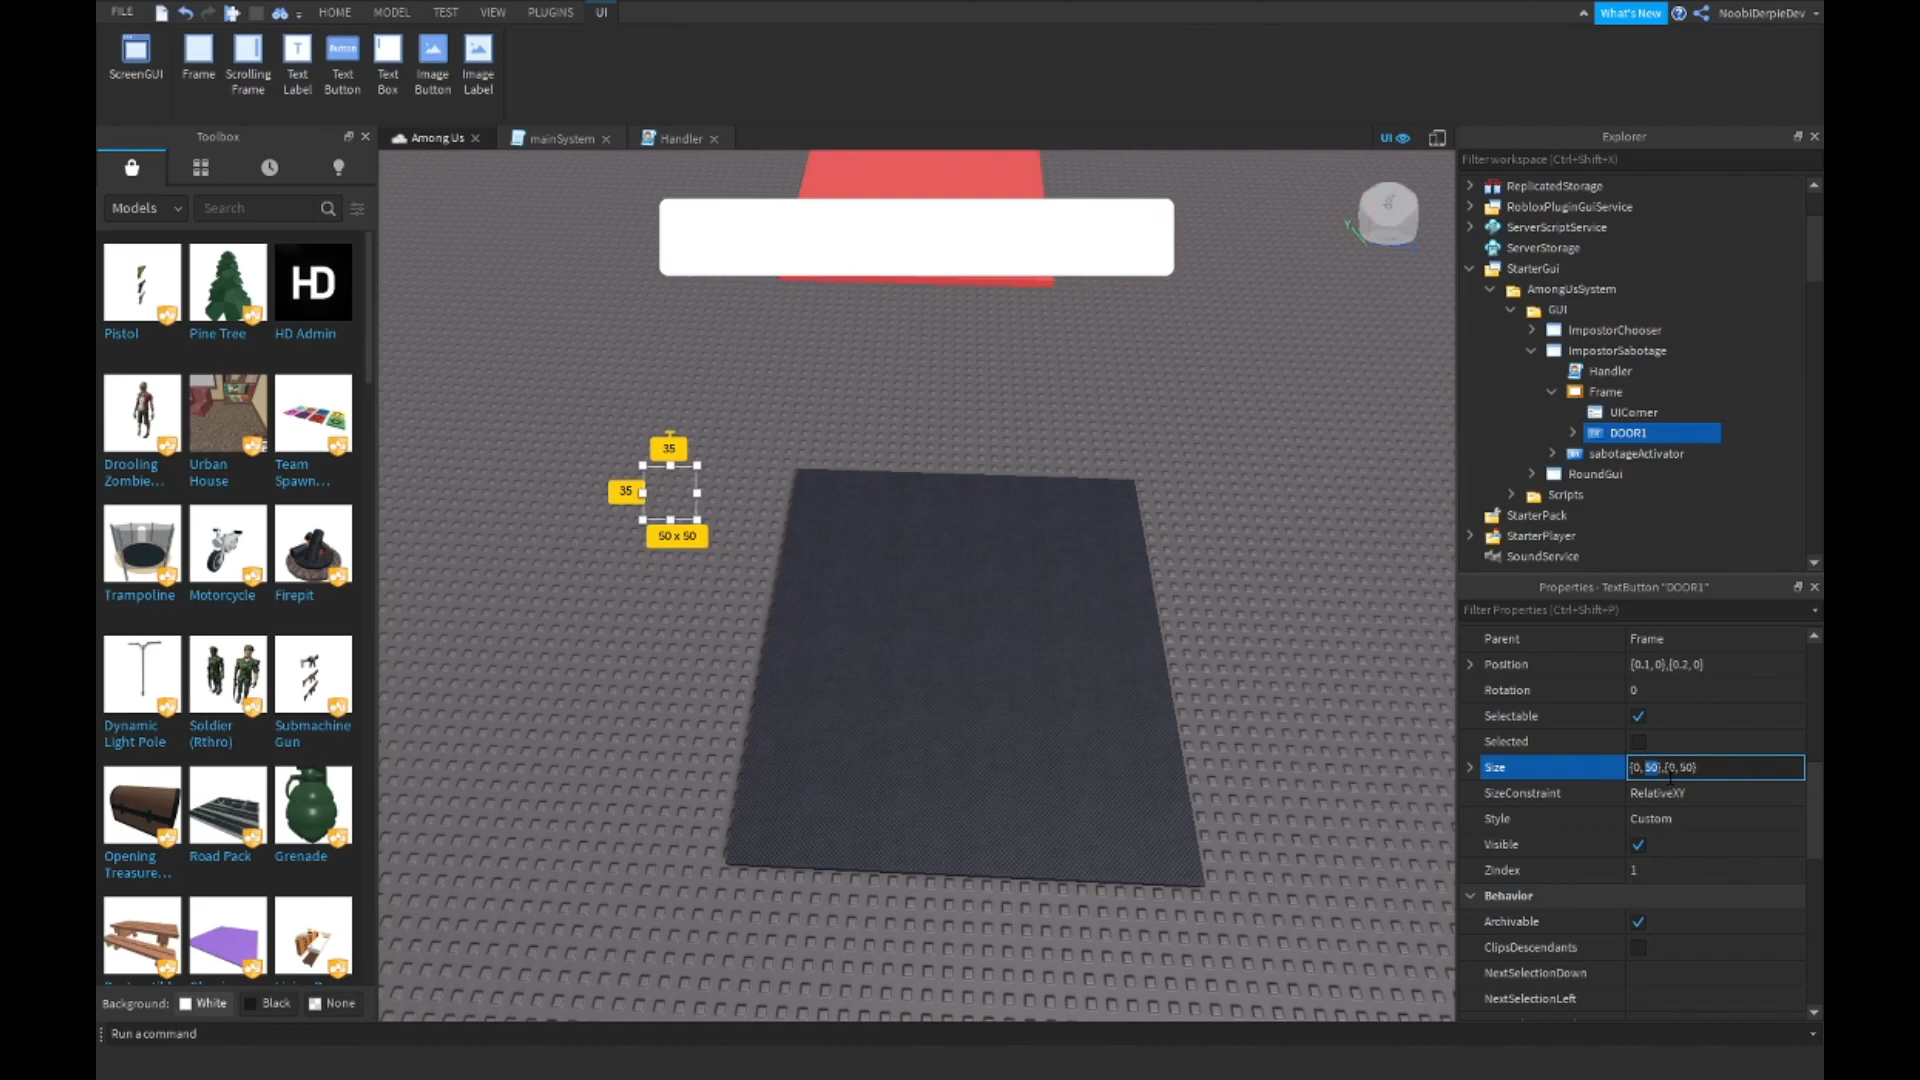 FILE HOME MODEL TEST VIEW PLUGINS UI What's New NoobiDerpieDev
ScreenGUI Frame Scrolling Frame Text Label Button Text Button Text Box Image Button Image Label
Toolbox
Models Search
Pistol Pine Tree HD HD Admin
Drooling Zombie... Urban House Team Spawn...
Trampoline Motorcycle Firepit
Dynamic Light Pole Soldier (Rthro) Submachine Gun
Opening Treasure... Road Pack Grenade
Background: White Black None
Run a command
Among Us mainSystem Handler UI
35
35
50 x 50
Explorer
Filter workspace (Ctrl+Shift+X)
ReplicatedStorage
RobloxPluginGuiService
ServerScriptService
ServerStorage
StarterGui
AmongUsSystem
GUI
ImpostorChooser
ImpostorSabotage
Handler
Frame
UICorner
DOOR1
sabotageActivator
RoundGui
Scripts
StarterPack
StarterPlayer
SoundService
Properties - TextButton "DOOR1"
Filter Properties (Ctrl+Shift+P)
Parent Frame
Position {0.1, 0},{0.2, 0}
Rotation 0
Selectable
Selected
Size {0, 50},{0, 50}
SizeConstraint RelativeXY
Style Custom
Visible
ZIndex 1
Behavior
Archivable
ClipsDescendants
NextSelectionDown
NextSelectionLeft